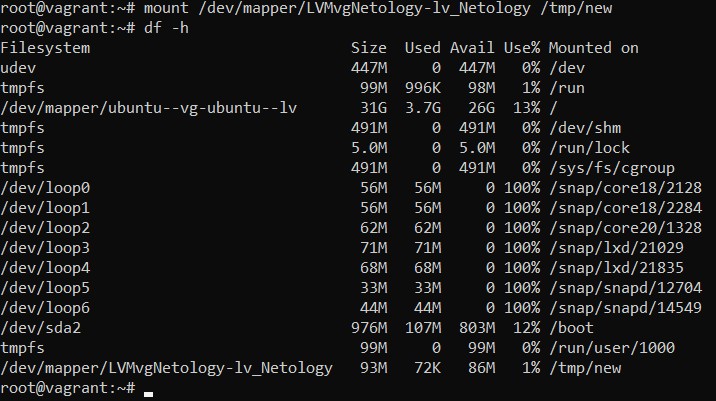 root@vagrant:~# mount /dev/mapper/LVMvgNetology-lv_Netology /tmp/new
root@vagrant:~# df -h
Filesystem                             Size  Used Avail Use% Mounted on
udev                                   447M     0  447M   0% /dev
tmpfs                                   99M  996K   98M   1% /run
/dev/mapper/ubuntu--vg-ubuntu--lv       31G  3.7G   26G  13% /
tmpfs                                  491M     0  491M   0% /dev/shm
tmpfs                                  5.0M     0  5.0M   0% /run/lock
tmpfs                                  491M     0  491M   0% /sys/fs/cgroup
/dev/loop0                              56M   56M     0 100% /snap/core18/2128
/dev/loop1                              56M   56M     0 100% /snap/core18/2284
/dev/loop2                              62M   62M     0 100% /snap/core20/1328
/dev/loop3                              71M   71M     0 100% /snap/lxd/21029
/dev/loop4                              68M   68M     0 100% /snap/lxd/21835
/dev/loop5                              33M   33M     0 100% /snap/snapd/12704
/dev/loop6                              44M   44M     0 100% /snap/snapd/14549
/dev/sda2                              976M  107M  803M  12% /boot
tmpfs                                   99M     0   99M   0% /run/user/1000
/dev/mapper/LVMvgNetology-lv_Netology   93M   72K   86M   1% /tmp/new
root@vagrant:~#